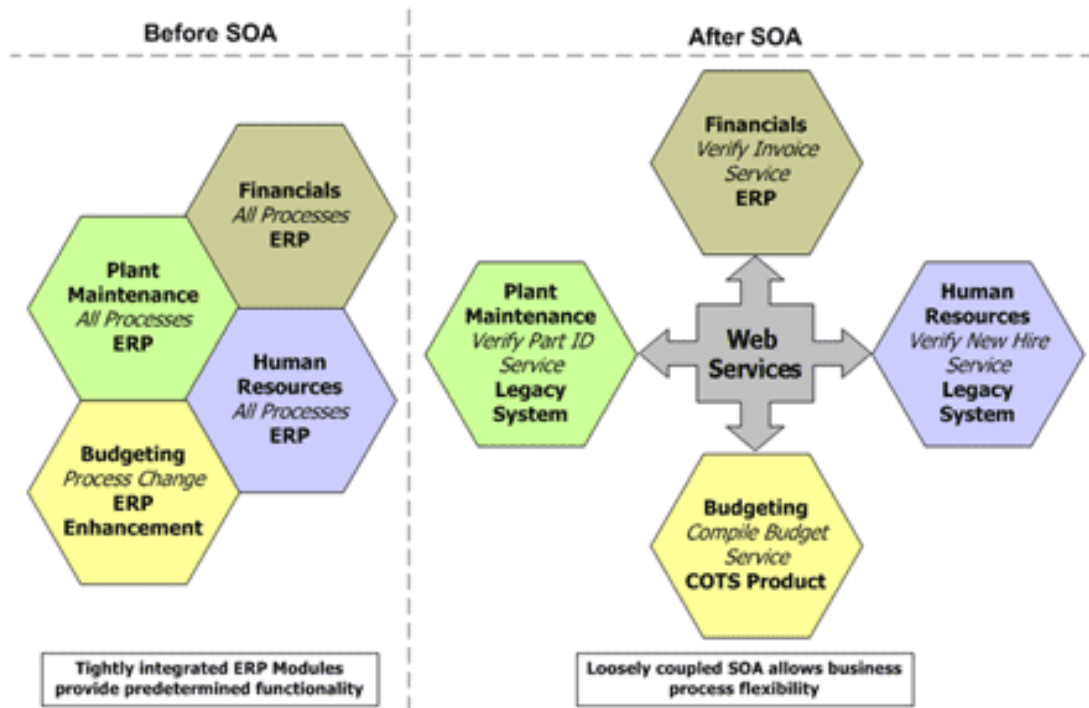 Before SOA
After SOA
Financials
All Processes
ERP
Plant
Maintenance
All Processes
ERP
Human
Resources
All Processes
ERP
Budgeting
Process Change
ERP
Enhancement
Tightly integrated ERP Modules
provide predetermined functionality
Financials
Verify Invoice
Service
ERP
Plant
Maintenance
Verify Part ID
Service
Legacy
System
Web
Services
Human
Resources
Verify New Hire
Service
Legacy
System
Budgeting
Compile Budget
Service
COTS Product
Loosely coupled SOA allows business
process flexibility